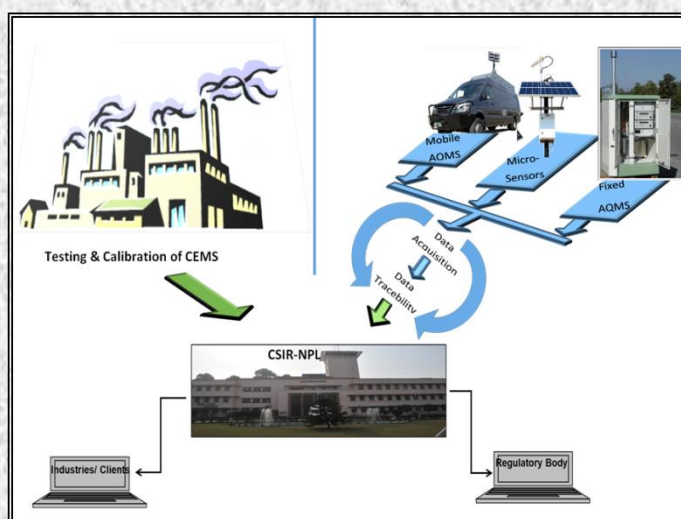 Mobile
AQMS
Micro-
Sensors
Fixed
AQMS
Data
Acquisition
Data
Tracebility
Testing & Calibration of CEMS
CSIR-NPL
Industries/ Clients
Regulatory Body